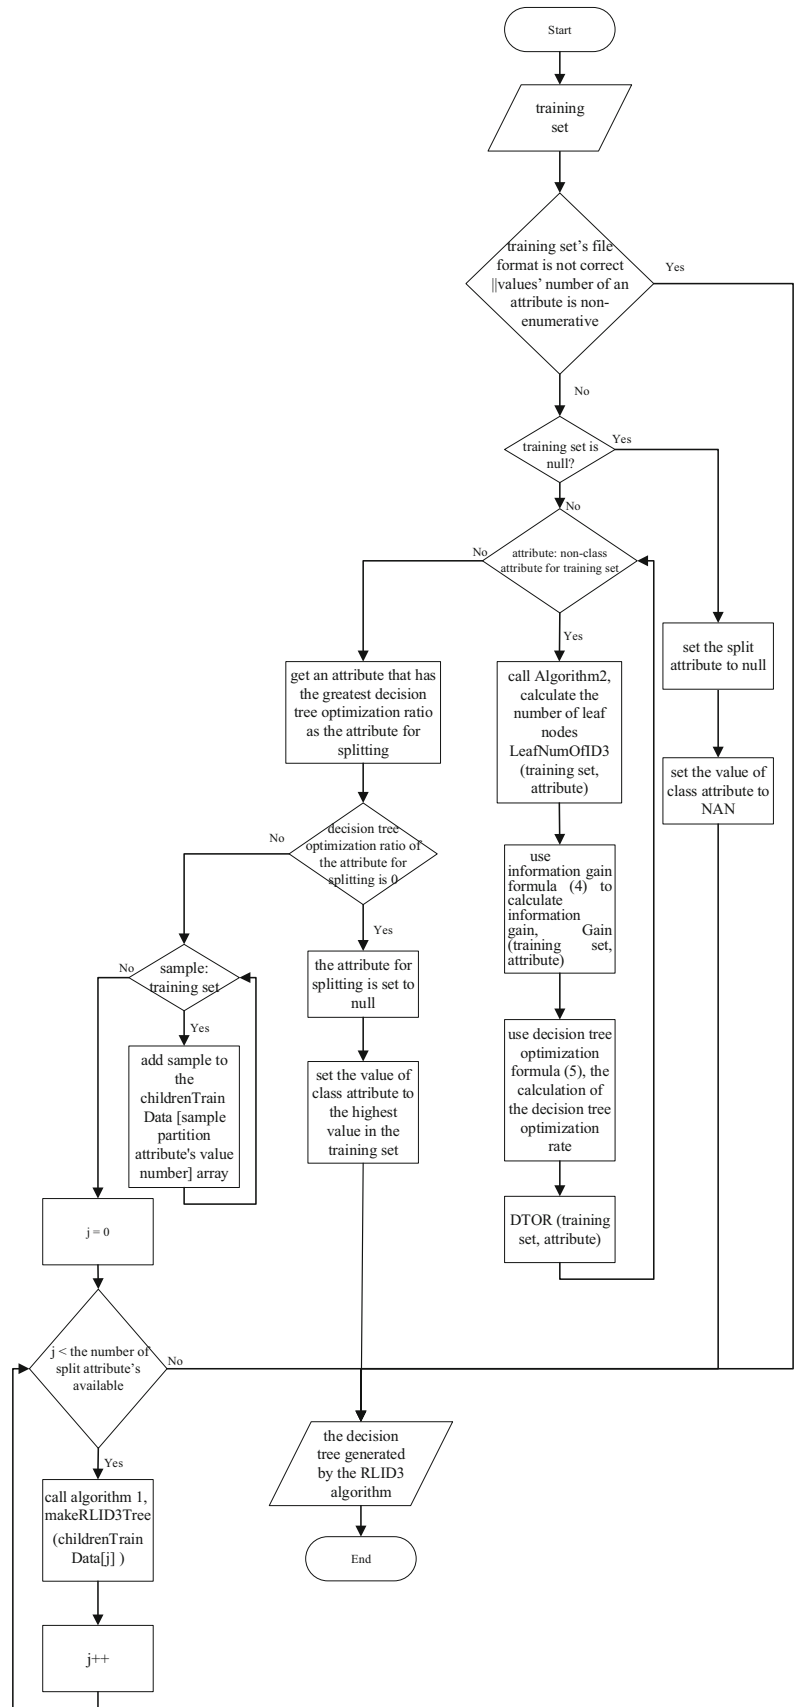 Start
training
set
training set's file
format is not correct
||values' number of an
attribute is non-
enumerative
Yes
No
training set is
null?
Yes
No
attribute: non-class
attribute for training set
No
Yes
set the split
attribute to null
get an attribute that has
the greatest decision
tree optimization ratio
as the attribute for
splitting
call Algorithm2,
calculate the
number of leaf
nodes
LeafNumOfID3
(training set,
attribute)
set the value of
class attribute to
NAN
decision tree
optimization ratio of
the attribute for
splitting is 0
No
Yes
use
information gain
formula (4) to
calculate
information
gain, Gain
(training set,
attribute)
sample:
training set
No
Yes
the attribute for
splitting is set to
null
add sample to
the
childrenTrain
Data [sample
partition
attribute's value
number] array
set the value of
class attribute to
the highest
value in the
training set
use decision tree
optimization
formula (5), the
calculation of
the decision tree
optimization
rate
DTOR (training
set, attribute)
j = 0
j < the number of
split attribute's
available
No
Yes
the decision
tree generated
by the RLID3
algorithm
call algorithm 1,
makeRLID3Tree
(childrenTrain
Data[j] )
End
j++